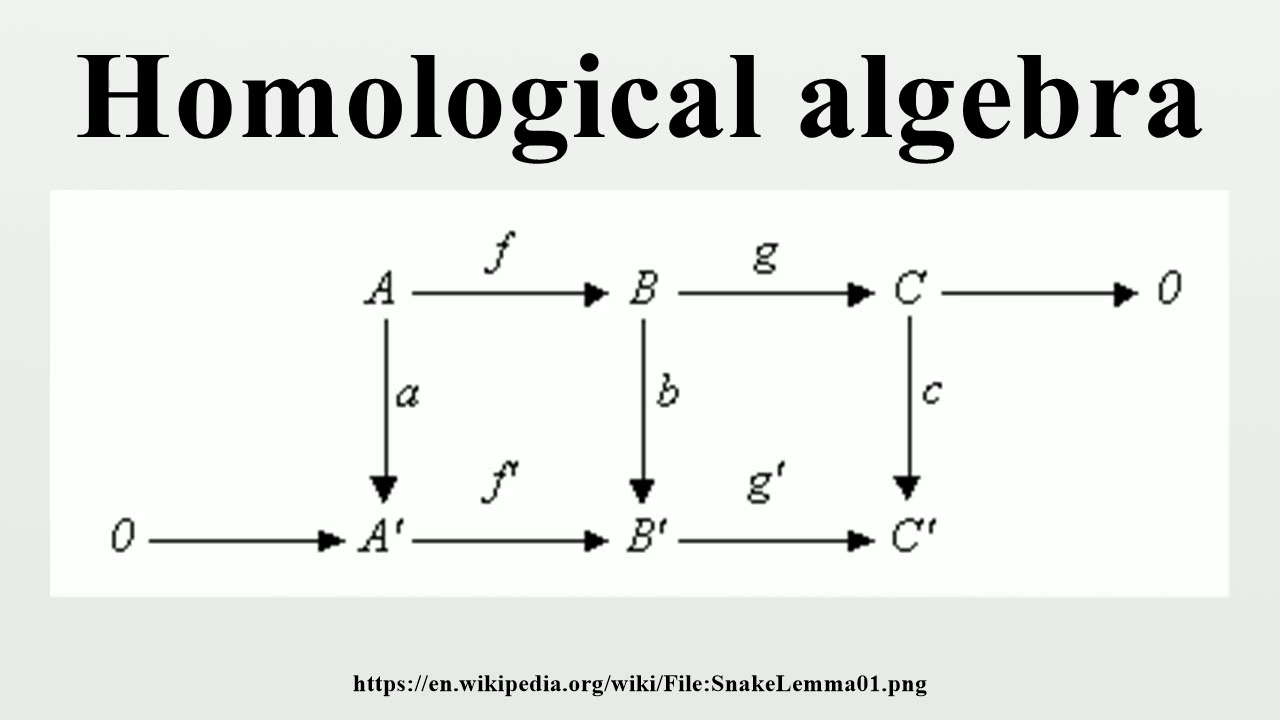 Homological algebra
f g
A B C 0
a b c
f' g'
0 A' B' C'
https://en.wikipedia.org/wiki/File:SnakeLemma01.png